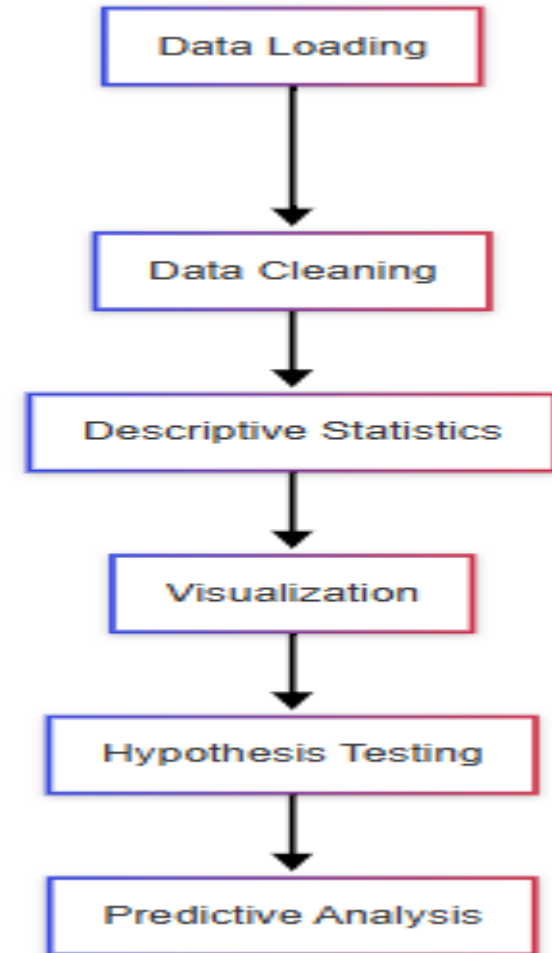 Data Loading
Data Cleaning
Descriptive Statistics
Visualization
Hypothesis Testing
Predictive Analysis